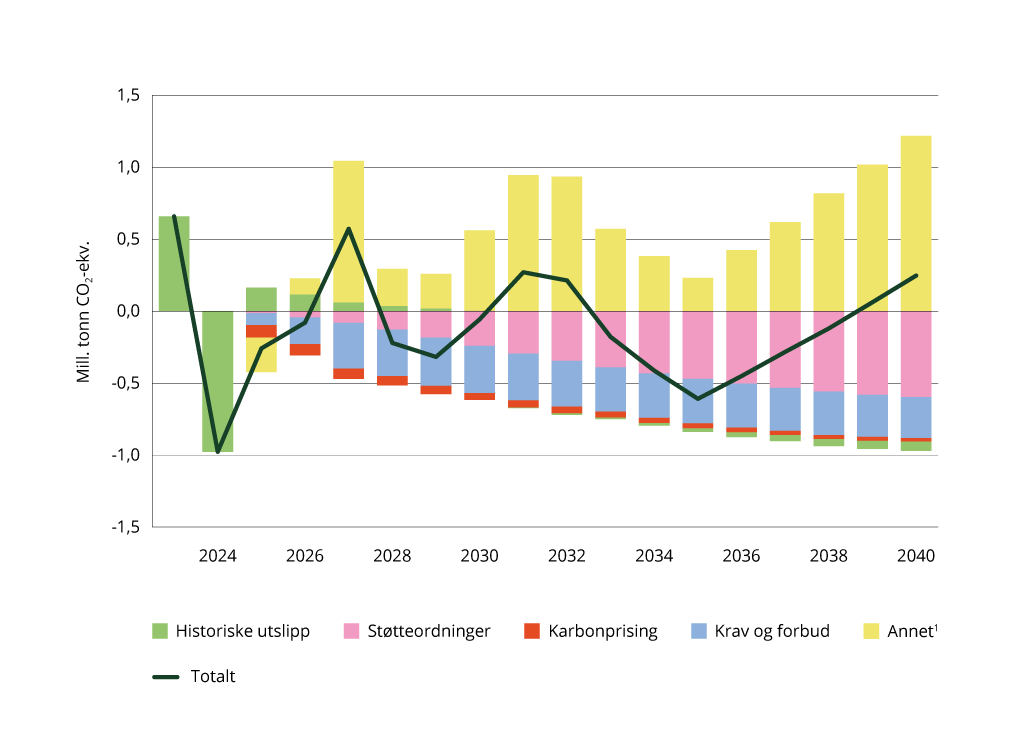 Mill. tonn CO₂-ekv.
1,5
1,0
0,5
0,0
-0,5
-1,0
-1,5
2024 2026 2028 2030 2032 2034 2036 2038 2040
Historiske utslipp Støtteordninger Karbonprising Krav og forbud Annet¹
Totalt